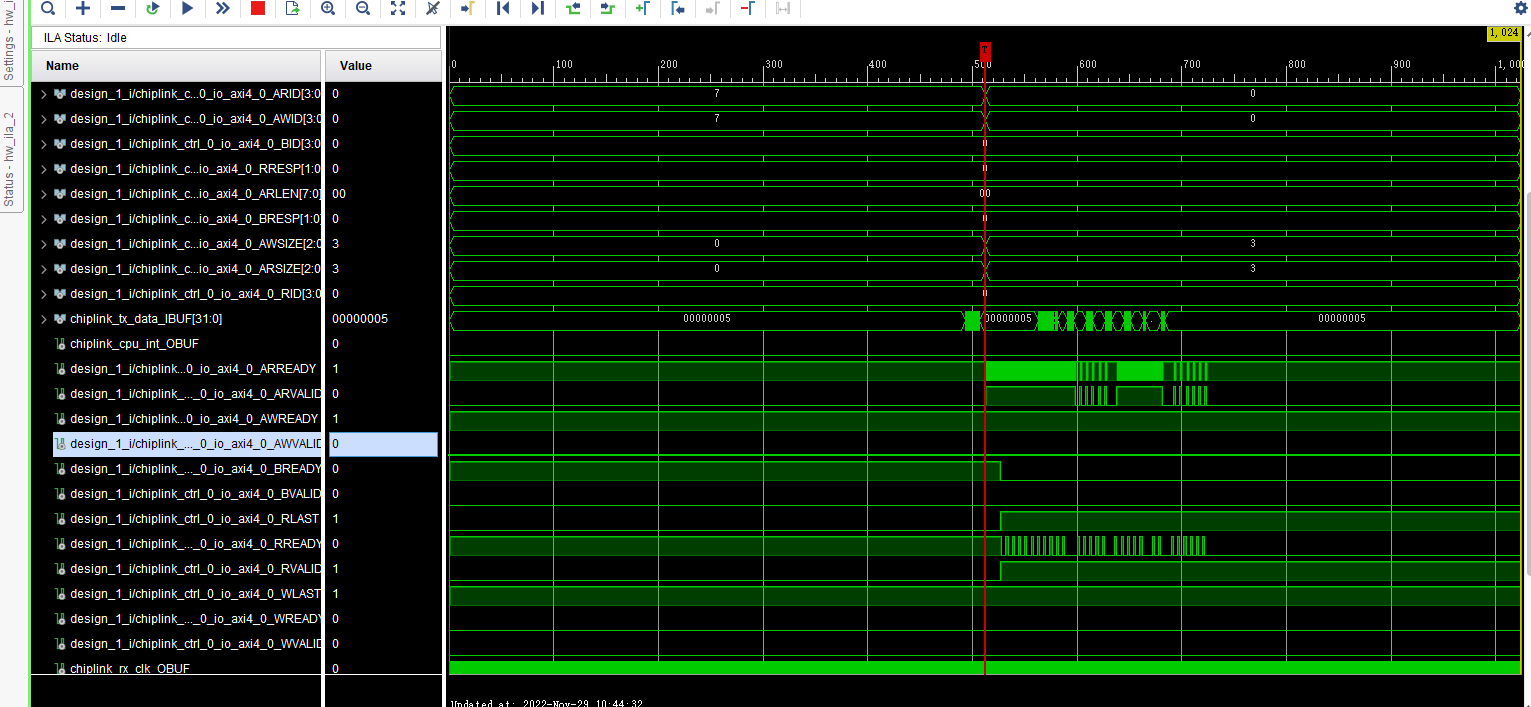 Settings - hw_i
Status - hw_ila_2
ILA Status: Idle
1,024
Name Value
T
0 100 200 300 400 500 600 700 800 900 1,000
design_1_i/chiplink_c...0_io_axi4_0_ARID[3:0 0 7 0
design_1_i/chiplink_c...0_io_axi4_0_AWID[3:0 0 7 0
design_1_i/chiplink_ctrl_0_io_axi4_0_BID[3:0 0 0
design_1_i/chiplink_c...io_axi4_0_RRESP[1:0 0 0
design_1_i/chiplink_c...io_axi4_0_ARLEN[7:0] 00 00
design_1_i/chiplink_c...io_axi4_0_BRESP[1:0 0 0
design_1_i/chiplink_c...io_axi4_0_AWSIZE[2:0 3 0 3
design_1_i/chiplink_c...io_axi4_0_ARSIZE[2:0 3 0 3
design_1_i/chiplink_ctrl_0_io_axi4_0_RID[3:0 0 0
chiplink_tx_data_IBUF[31:0] 00000005 00000005 00000005 00000005
chiplink_cpu_int_OBUF 0
design_1_i/chiplink...0_io_axi4_0_ARREADY 1
design_1_i/chiplink_..._0_io_axi4_0_ARVALID 0
design_1_i/chiplink...0_io_axi4_0_AWREADY 1
design_1_i/chiplink_..._0_io_axi4_0_AWVALID 0
design_1_i/chiplink_..._0_io_axi4_0_BREADY 0
design_1_i/chiplink_ctrl_0_io_axi4_0_BVALID 0
design_1_i/chiplink_ctrl_0_io_axi4_0_RLAST 1
design_1_i/chiplink_..._0_io_axi4_0_RREADY 0
design_1_i/chiplink_ctrl_0_io_axi4_0_RVALID 1
design_1_i/chiplink_ctrl_0_io_axi4_0_WLAST 1
design_1_i/chiplink_..._0_io_axi4_0_WREADY 0
design_1_i/chiplink_ctrl_0_io_axi4_0_WVALID 0
chiplink_rx_clk_OBUF 0
Updated at: 2022-Nov-29 10:44:32